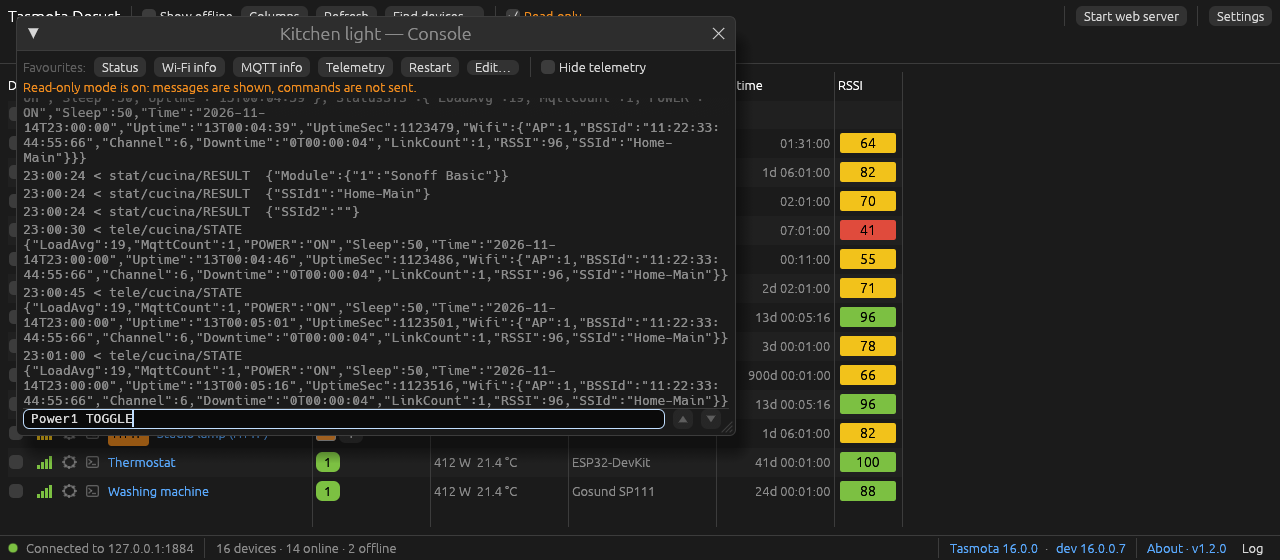 Tasmota Show offline Columns Refresh Find devices... Read-only Start web server Settings
Kitchen light — Console
Favourites: Status Wi-Fi info MQTT info Telemetry Restart Edit... Hide telemetry
Read-only mode is on: messages are shown, commands are not sent.
time RSSI
ON","Sleep":50,"Time":"2026-11-
14T23:00:00","Uptime":"13T00:04:39","UptimeSec":1123479,"Wifi":{"AP":1,"BSSId":"11:22:33:
44:55:66","Channel":6,"Downtime":"0T00:00:04","LinkCount":1,"RSSI":96,"SSId":"Home-
Main"}}}
23:00:24 < stat/cucina/RESULT {"Module":{"1":"Sonoff Basic"}}
23:00:24 < stat/cucina/RESULT {"SSId1":"Home-Main"}
23:00:24 < stat/cucina/RESULT {"SSId2":""}
23:00:30 < tele/cucina/STATE
{"LoadAvg":19,"MqttCount":1,"POWER":"ON","Sleep":50,"Time":"2026-11-
14T23:00:00","Uptime":"13T00:04:46","UptimeSec":1123486,"Wifi":{"AP":1,"BSSId":"11:22:33:
44:55:66","Channel":6,"Downtime":"0T00:00:04","LinkCount":1,"RSSI":96,"SSId":"Home-Main"}}
23:00:45 < tele/cucina/STATE
{"LoadAvg":19,"MqttCount":1,"POWER":"ON","Sleep":50,"Time":"2026-11-
14T23:00:00","Uptime":"13T00:05:01","UptimeSec":1123501,"Wifi":{"AP":1,"BSSId":"11:22:33:
44:55:66","Channel":6,"Downtime":"0T00:00:04","LinkCount":1,"RSSI":96,"SSId":"Home-Main"}}
23:01:00 < tele/cucina/STATE
{"LoadAvg":19,"MqttCount":1,"POWER":"ON","Sleep":50,"Time":"2026-11-
14T23:00:00","Uptime":"13T00:05:16","UptimeSec":1123516,"Wifi":{"AP":1,"BSSId":"11:22:33:
44:55:66","Channel":6,"Downtime":"0T00:00:04","LinkCount":1,"RSSI":96,"SSId":"Home-Main"}}
Power1 TOGGLE
01:31:00 64
1d 06:01:00 82
02:01:00 70
07:01:00 41
00:11:00 55
2d 02:01:00 71
13d 00:05:16 96
3d 00:01:00 78
900d 00:01:00 66
13d 00:05:16 96
1d 06:01:00 82
Thermostat 1 412 W 21.4 °C ESP32-DevKit 41d 00:01:00 100
Washing machine 1 412 W 21.4 °C Gosund SP111 24d 00:01:00 88
Connected to 127.0.0.1:1884 16 devices · 14 online · 2 offline Tasmota 16.0.0 · dev 16.0.0.7 About · v1.2.0 Log